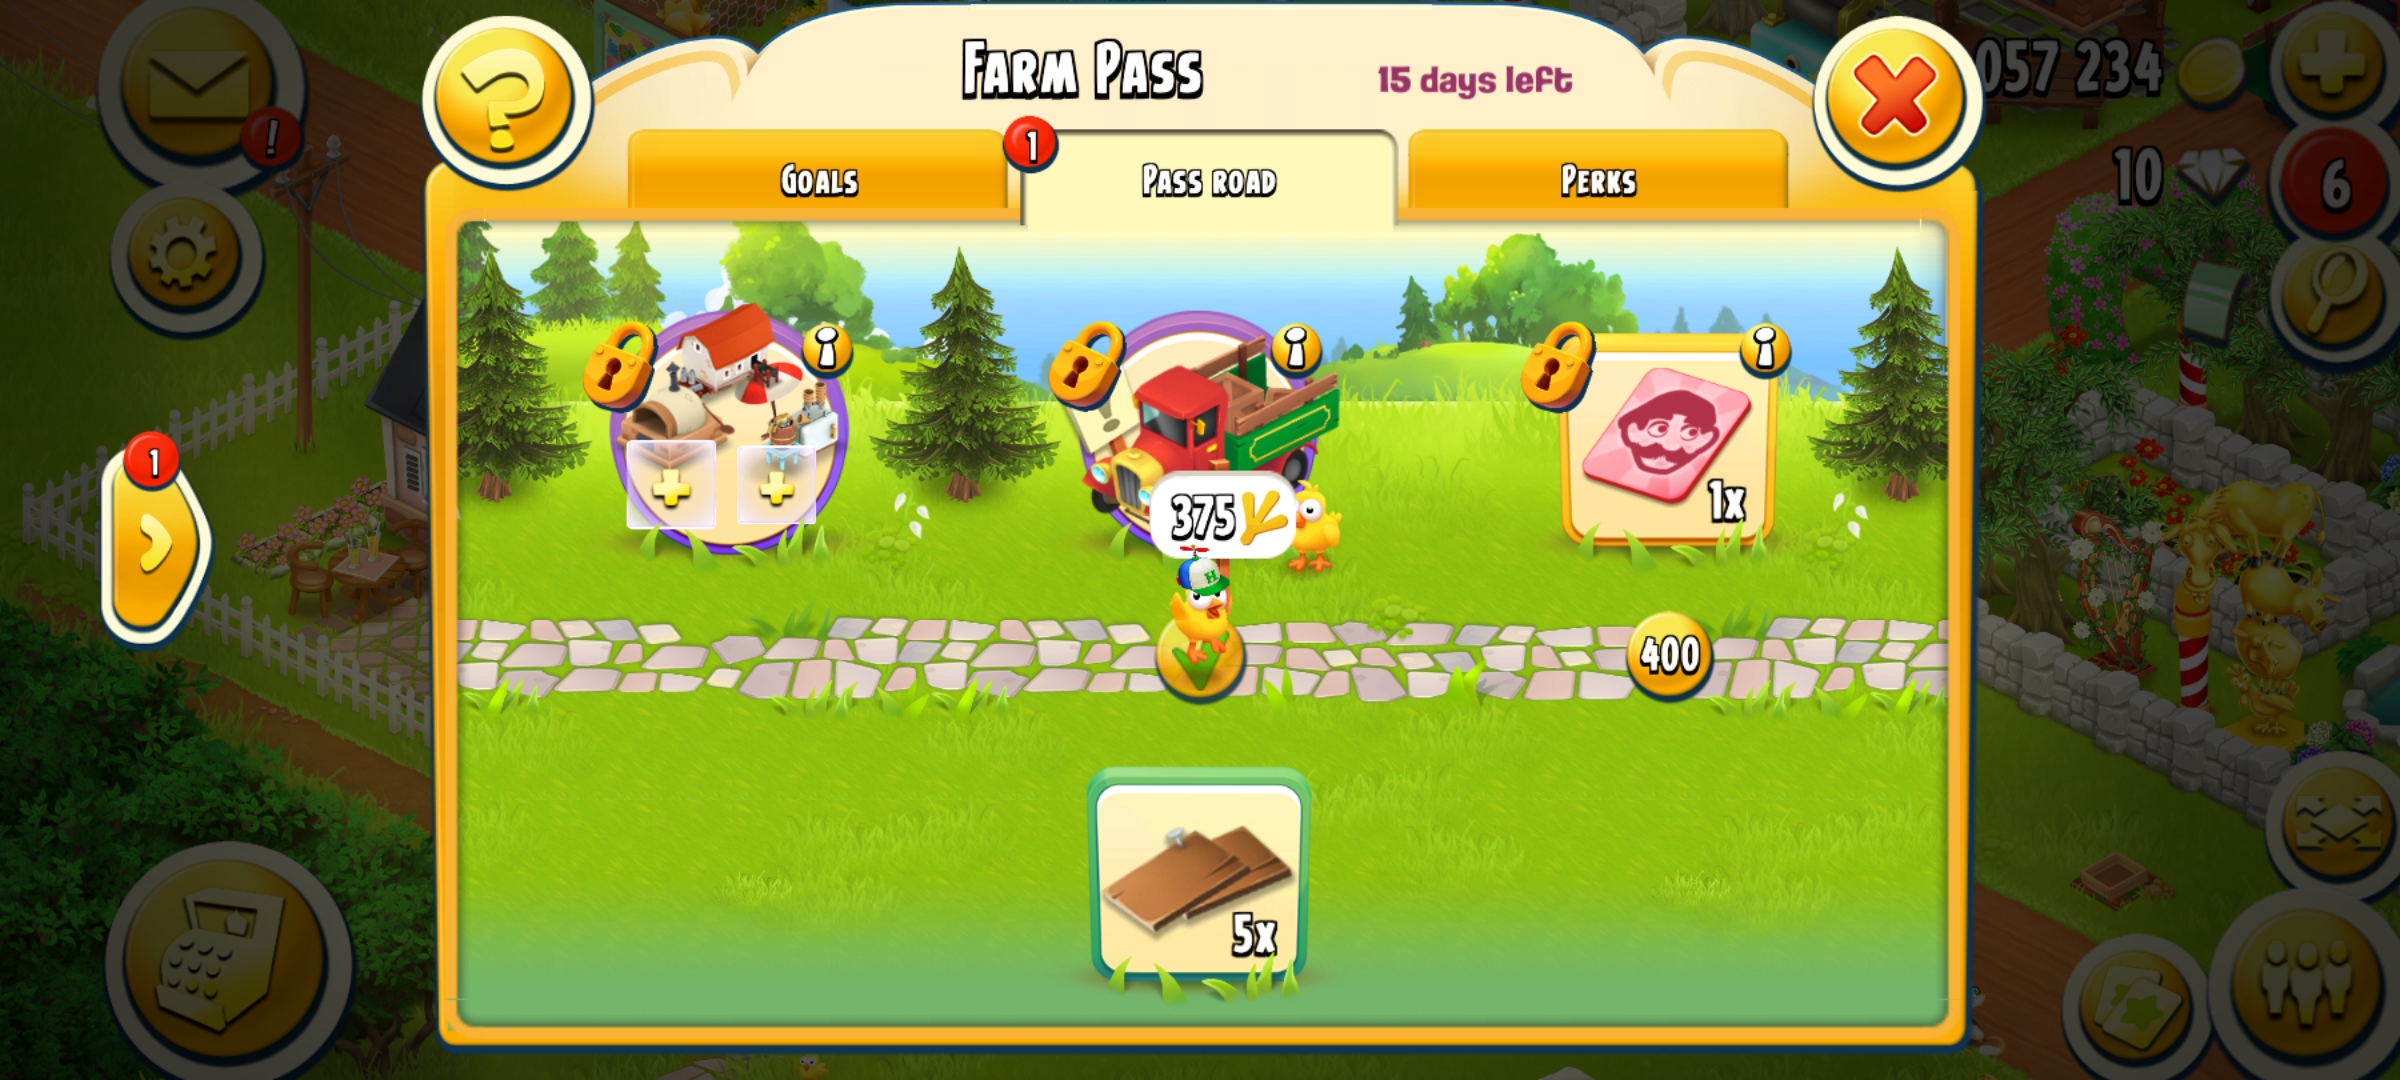 FARM PASS
15 days left
057 234
GOALS
1
PASS ROAD
PERKS
!
10
6
i
i
i
1
1x
375
H
400
5x